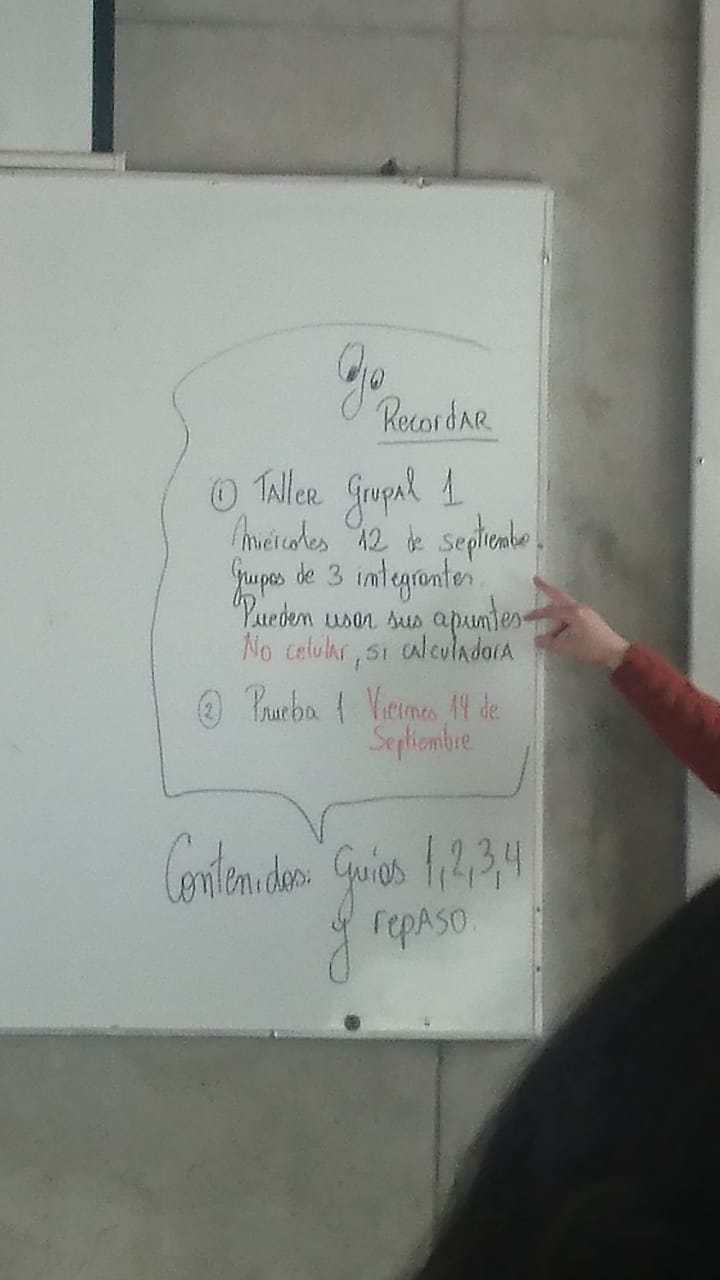 Ojo
RecordAR
① TAllER GrupAl 1
Miércoles 12 de septiembre.
Grupos de 3 integrantes.
Pueden usar sus apuntes
No celular, si cAlculAdorA
② Prueba 1 Viernes 14 de
Septiembre
Contenidos: Guías 1,2,3,4
y repASO.